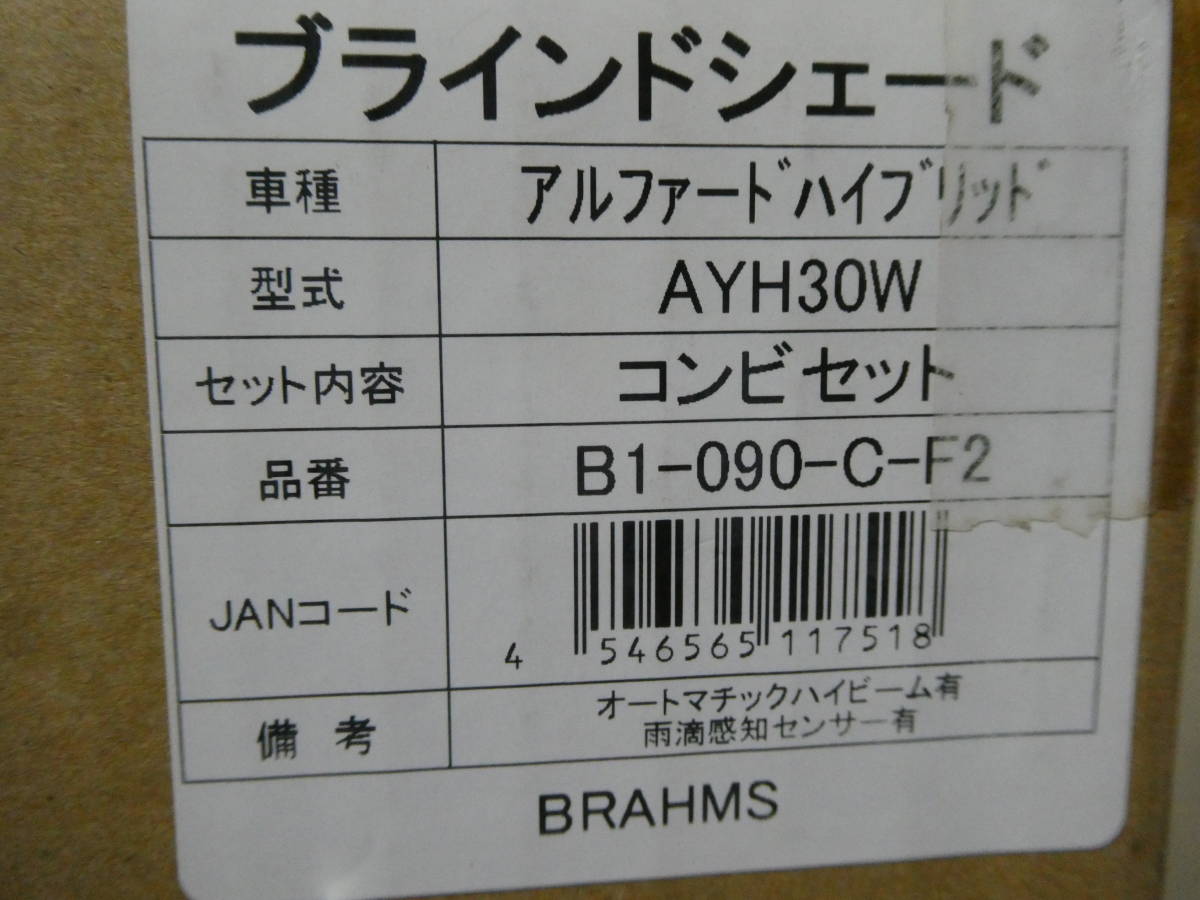 ブラインドシェード
車種 アルファードハイブリッド
型式 AYH30W
セット内容 コンビセット
品番 B1-090-C-F2
JANコード 4 546565 117518
備考 オートマチックハイビーム有
雨滴感知センサー有
BRAHMS